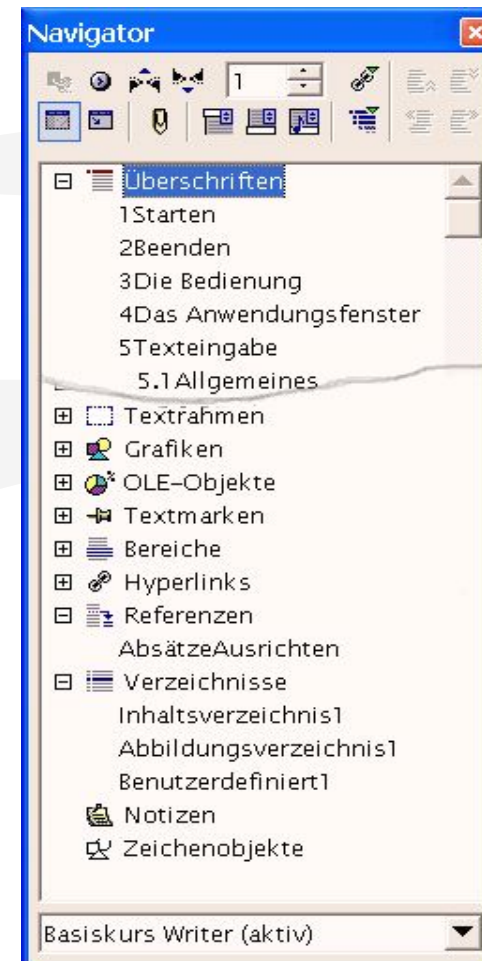 Navigator
1
Überschriften
1Starten
2Beenden
3Die Bedienung
4Das Anwendungsfenster
5Texteingabe
5.1Allgemeines
Textrahmen
Grafiken
OLE-Objekte
Textmarken
Bereiche
Hyperlinks
Referenzen
AbsätzeAusrichten
Verzeichnisse
Inhaltsverzeichnis1
Abbildungsverzeichnis1
Benutzerdefiniert1
Notizen
Zeichenobjekte
Basiskurs Writer (aktiv)